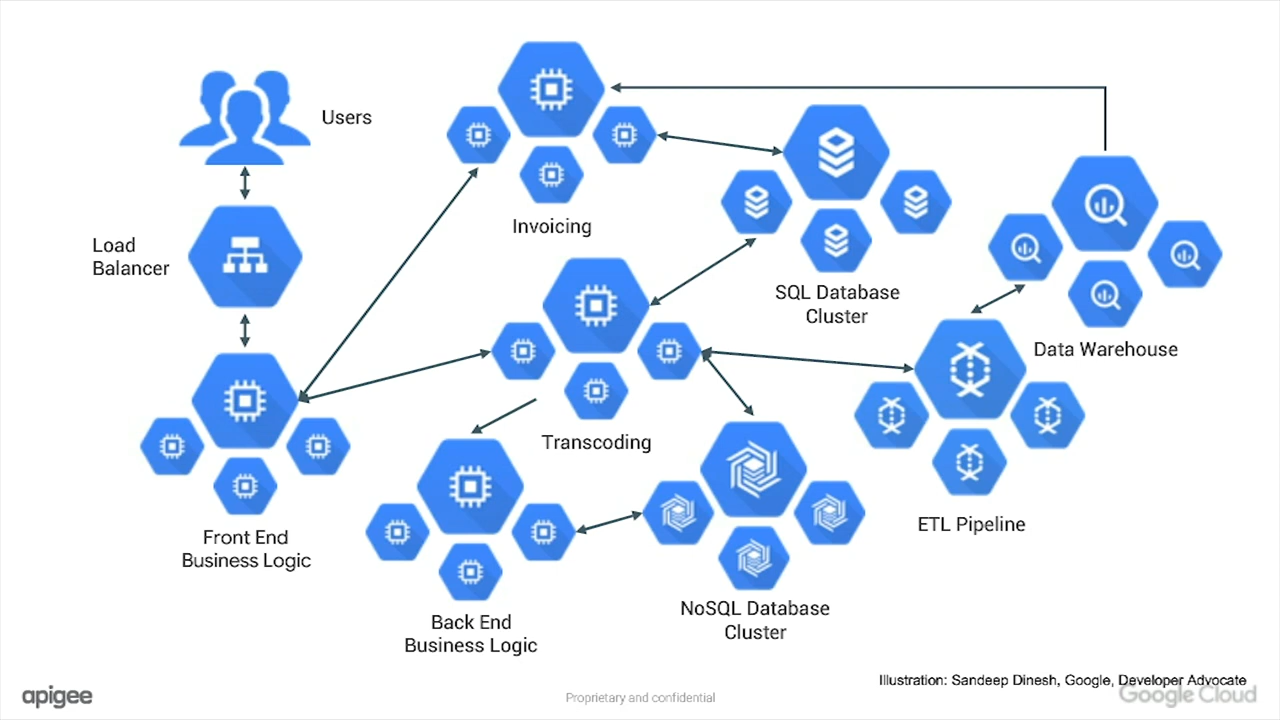 Users
Load
Balancer
Front End
Business Logic
Invoicing
SQL Database
Cluster
Data Warehouse
Transcoding
ETL Pipeline
Back End
Business Logic
NoSQL Database
Cluster
Illustration: Sandeep Dinesh, Google, Developer Advocate
apigee
Proprietary and confidential
Google Cloud